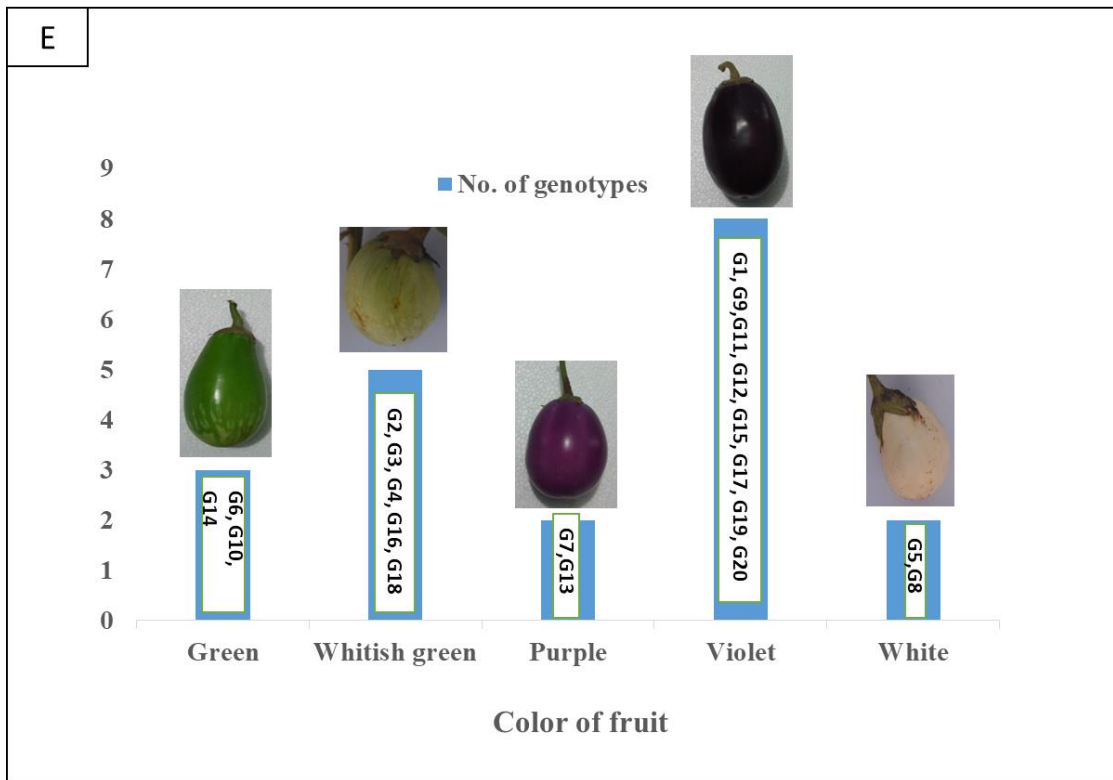 E
9
8
7
6
5
4
3
2
1
0
No. of genotypes
G6, G10,
G14
G2, G3, G4, G16, G18
G7,G13
G1, G9,G11, G12, G15, G17, G19, G20
G5,G8
Green
Whitish green
Purple
Violet
White
Color of fruit